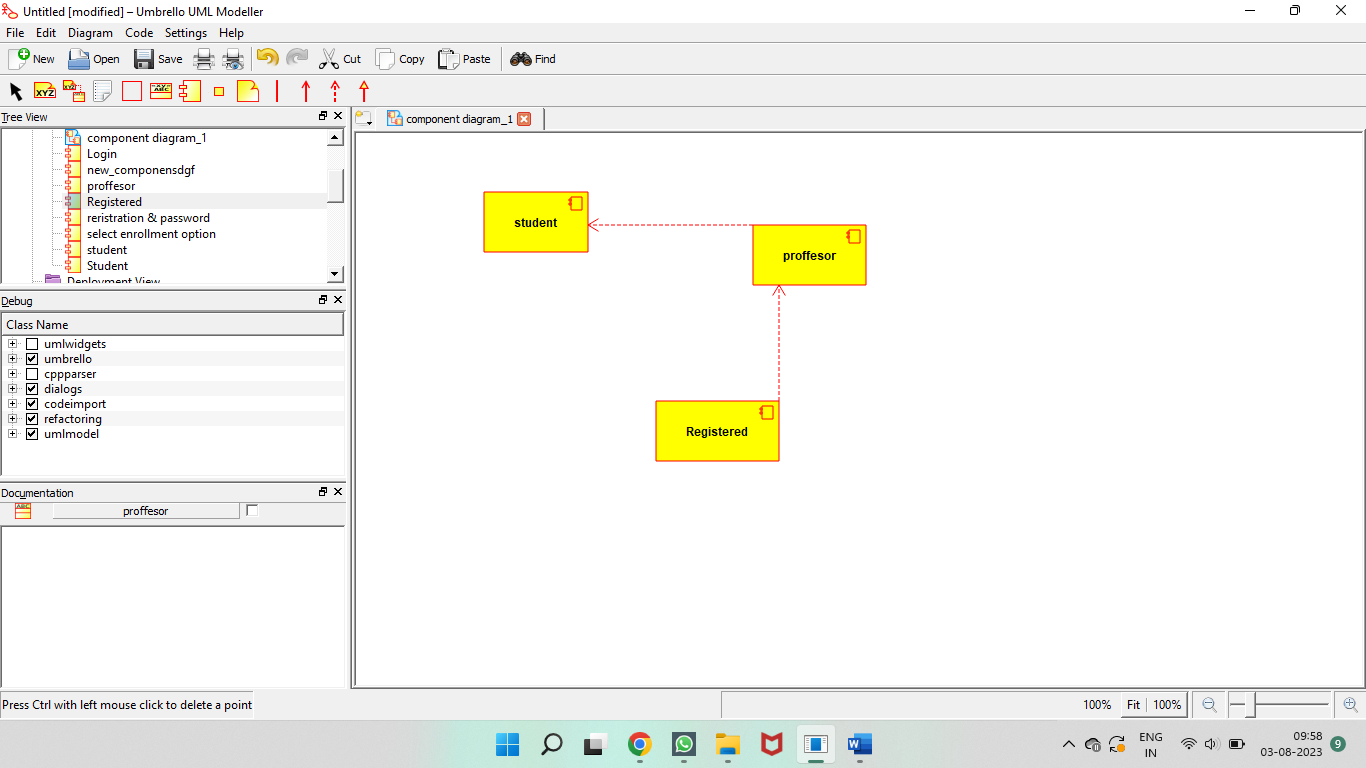 Untitled [modified] – Umbrello UML Modeller
File Edit Diagram Code Settings Help
New Open Save Cut Copy Paste Find
XYZ
Tree View
component diagram_1
component diagram_1
Login
new_componensdgf
proffesor
Registered
reristration & password
select enrollment option
student
Student
Deployment View
student
proffesor
Registered
Debug
Class Name
umlwidgets
umbrello
cppparser
dialogs
codeimport
refactoring
umlmodel
Documentation
proffesor
Press Ctrl with left mouse click to delete a point
100% Fit 100%
ENG
IN
09:58
03-08-2023
9